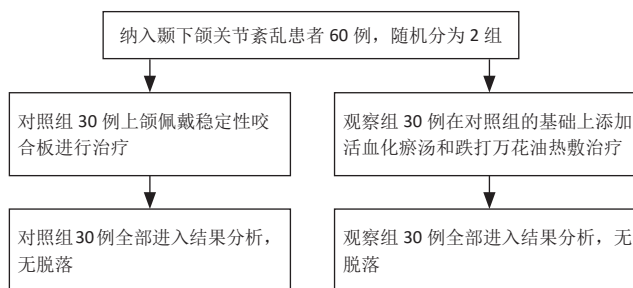 纳入颞下颌关节紊乱患者 60 例，随机分为 2 组
对照组 30 例上颌佩戴稳定性咬
合板进行治疗
观察组 30 例在对照组的基础上添加
活血化瘀汤和跌打万花油热敷治疗
对照组30例全部进入结果分析，
无脱落
观察组 30 例全部进入结果分析，无
脱落